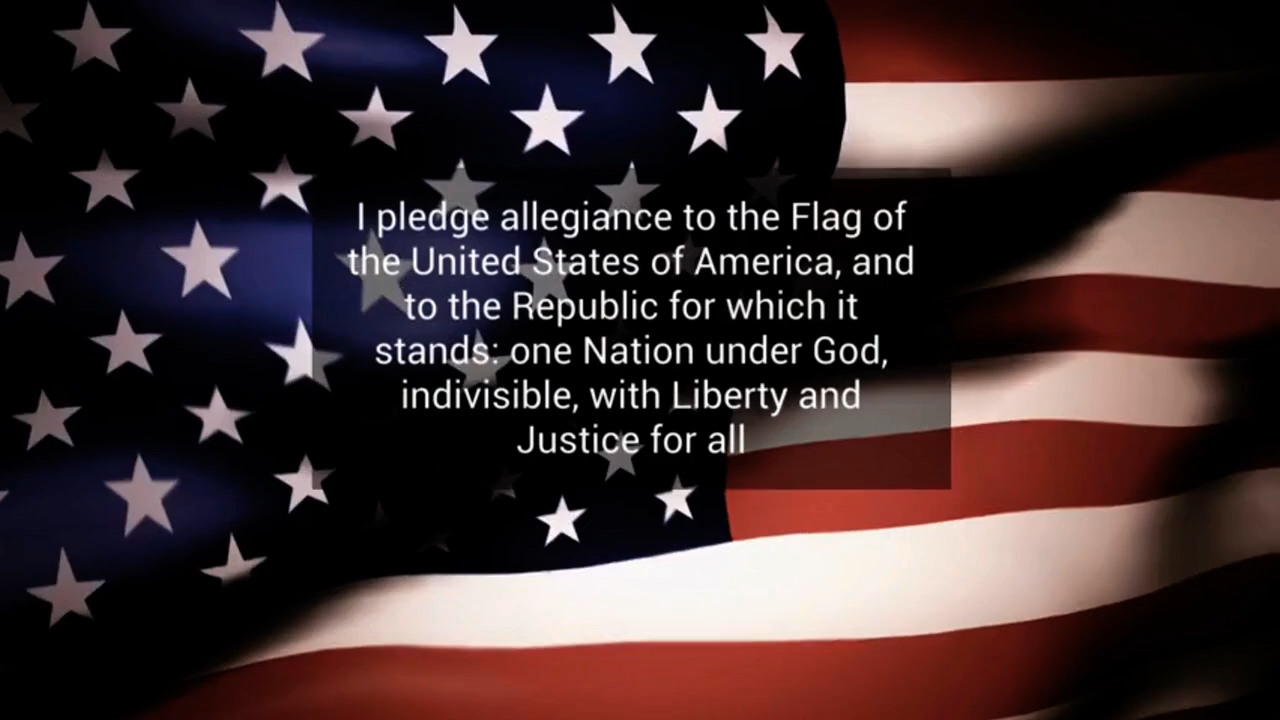 I pledge allegiance to the Flag of
the United States of America, and
to the Republic for which it
stands: one Nation under God,
indivisible, with Liberty and
Justice for all